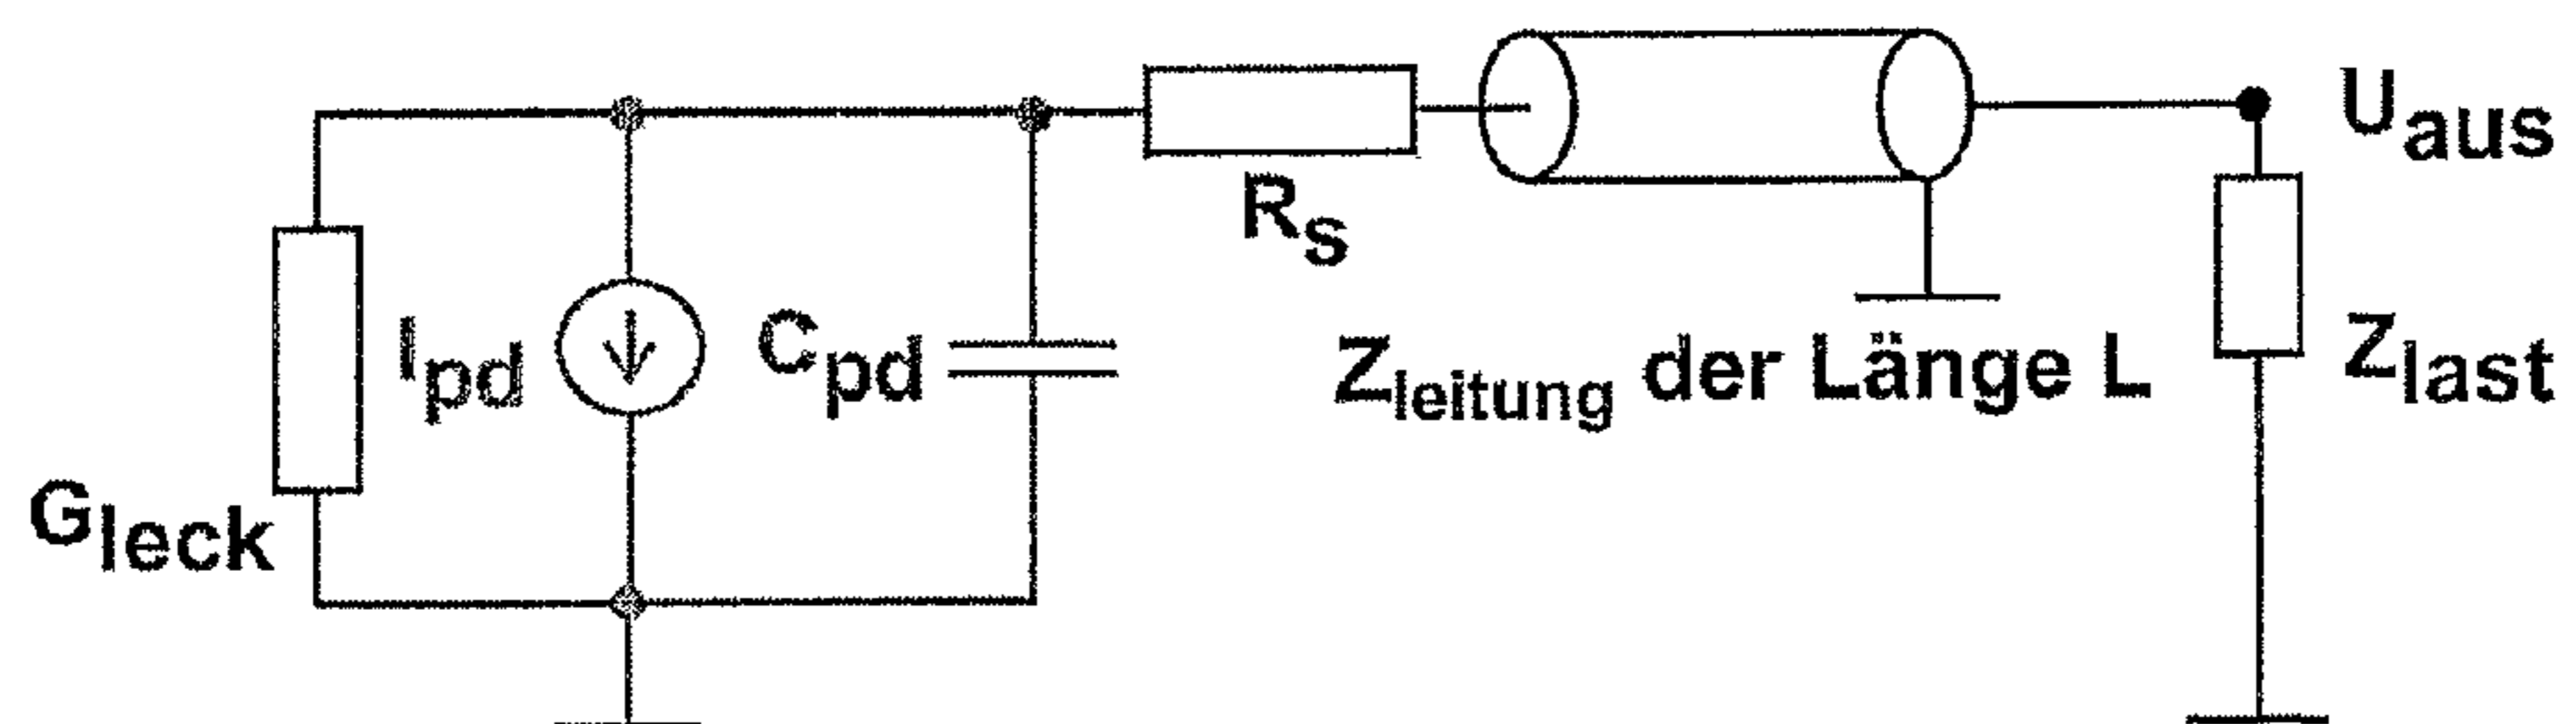 Uaus
Rs
Ipd
Cpd
Zleitung der Länge L
Zlast
Gleck